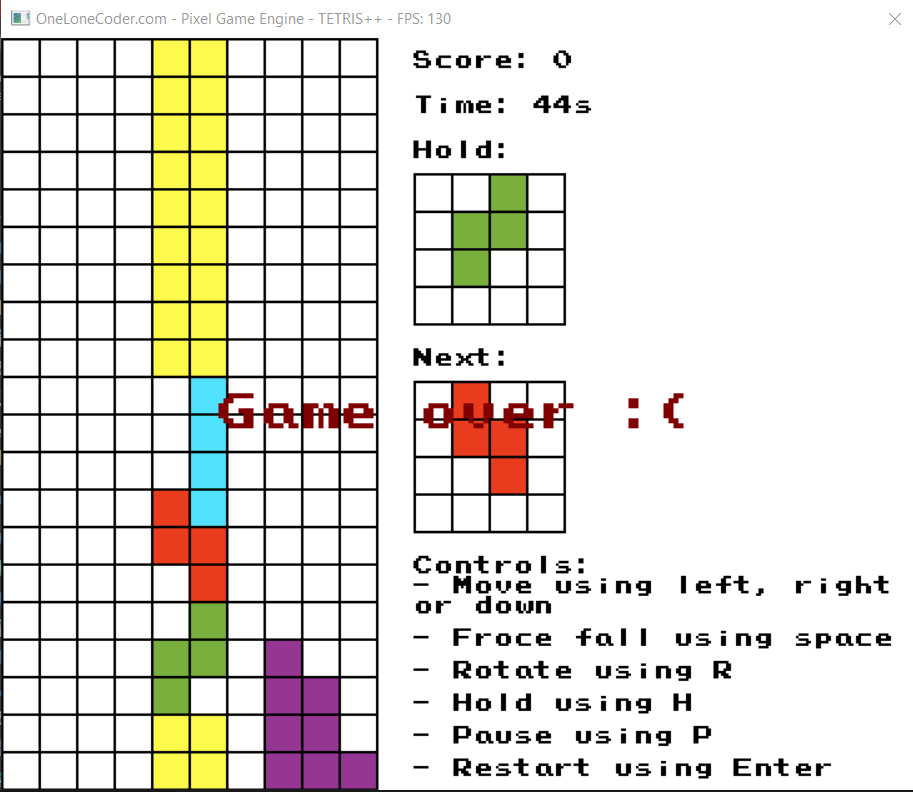 OneLoneCoder.com - Pixel Game Engine - TETRIS++ - FPS: 130
Score: 0
Time: 44s
Hold:
Next:
Game over :(
Controls:
- Move using left, right
or down
- Froce fall using space
- Rotate using R
- Hold using H
- Pause using P
- Restart using Enter